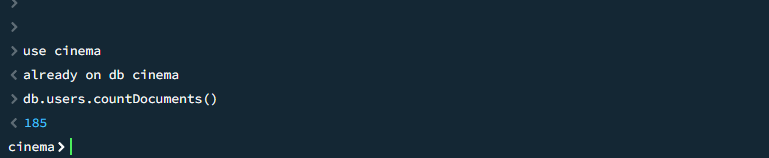 >
>
> use cinema
< already on db cinema
> db.users.countDocuments()
< 185
cinema>